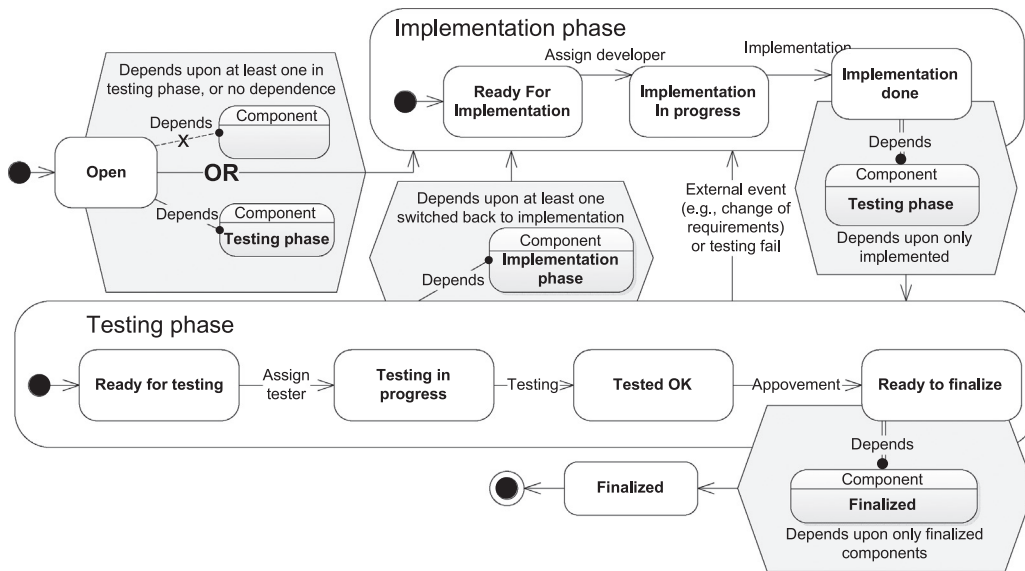 Implementation phase
Assign developer
Implementation
Ready For
Implementation
Implementation
In progress
Implementation
done
Depends upon at least one in
testing phase, or no dependence
Depends
X
Component
Open
OR
Depends
Component
Testing phase
Depends upon at least one
switched back to implementation
Component
Implementation
phase
Depends
External event
(e.g., change of
requirements)
or testing fail
Depends
Component
Testing phase
Depends upon only
implemented
Testing phase
Ready for testing
Assign
tester
Testing in
progress
Testing
Tested OK
Appovement
Ready to finalize
Depends
Component
Finalized
Depends upon only finalized
components
Finalized